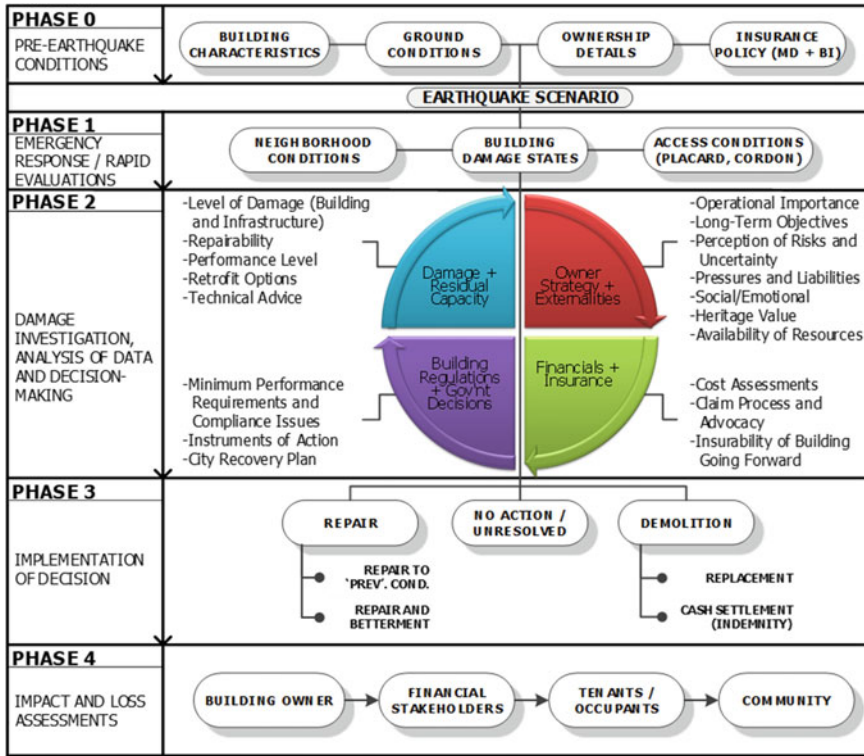 PHASE 0
PRE-EARTHQUAKE
CONDITIONS
BUILDING
CHARACTERISTICS
GROUND
CONDITIONS
OWNERSHIP
DETAILS
INSURANCE
POLICY (MD + BI)
EARTHQUAKE SCENARIO
PHASE 1
EMERGENCY
RESPONSE / RAPID
EVALUATIONS
NEIGHBORHOOD
CONDITIONS
BUILDING
DAMAGE STATES
ACCESS CONDITIONS
(PLACARD, CORDON)
PHASE 2
DAMAGE
INVESTIGATION,
ANALYSIS OF DATA
AND DECISION-
MAKING
-Level of Damage (Building
and Infrastructure)
-Repairability
-Performance Level
-Retrofit Options
-Technical Advice
Damage +
Residual
Capacity
Owner
Strategy +
Externalities
-Operational Importance
-Long-Term Objectives
-Perception of Risks and
Uncertainty
-Pressures and Liabilities
-Social/Emotional
-Heritage Value
-Availability of Resources
-Minimum Performance
Requirements and
Compliance Issues
-Instruments of Action
-City Recovery Plan
Building
Regulations
+ Gov'nt
Decisions
Financials +
Insurance
-Cost Assessments
-Claim Process and
Advocacy
-Insurability of Building
Going Forward
PHASE 3
IMPLEMENTATION
OF DECISION
REPAIR
REPAIR TO
'PREV'. COND.
REPAIR AND
BETTERMENT
NO ACTION /
UNRESOLVED
DEMOLITION
REPLACEMENT
CASH SETTLEMENT
(INDEMNITY)
PHASE 4
IMPACT AND LOSS
ASSESSMENTS
BUILDING OWNER
FINANCIAL
STAKEHOLDERS
TENANTS /
OCCUPANTS
COMMUNITY